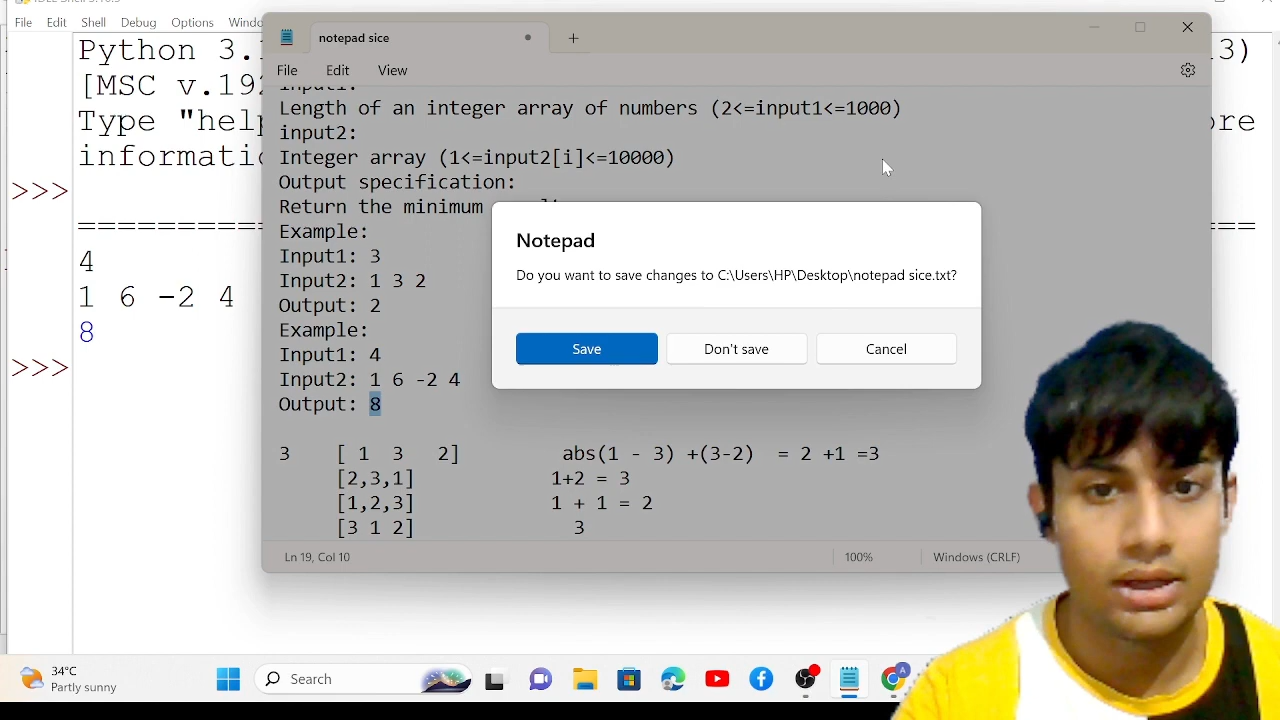 File Edit Shell Debug Options
Python 3.
13)
[MSC v.192
Type "help
ore
information
>>>
4
1 6 -2 4
8
>>>
notepad sice
File Edit View
Length of an integer array of numbers (2<=input1<=1000)
input2:
Integer array (1<=input2[i]<=10000)
Output specification:
Return the minimum
Example:
Input1: 3
Input2: 1 3 2
Output: 2
Example:
Input1: 4
Input2: 1 6 -2 4
Output: 8
3 [ 1 3 2] abs(1 - 3) +(3-2) = 2 +1 =3
[2,3,1] 1+2 = 3
[1,2,3] 1 + 1 = 2
[3 1 2] 3
Ln 19, Col 10 100% Windows (CRLF)
Notepad
Do you want to save changes to C:\Users\HP\Desktop\notepad sice.txt?
Save Don't save Cancel
34°C
Partly sunny
Search